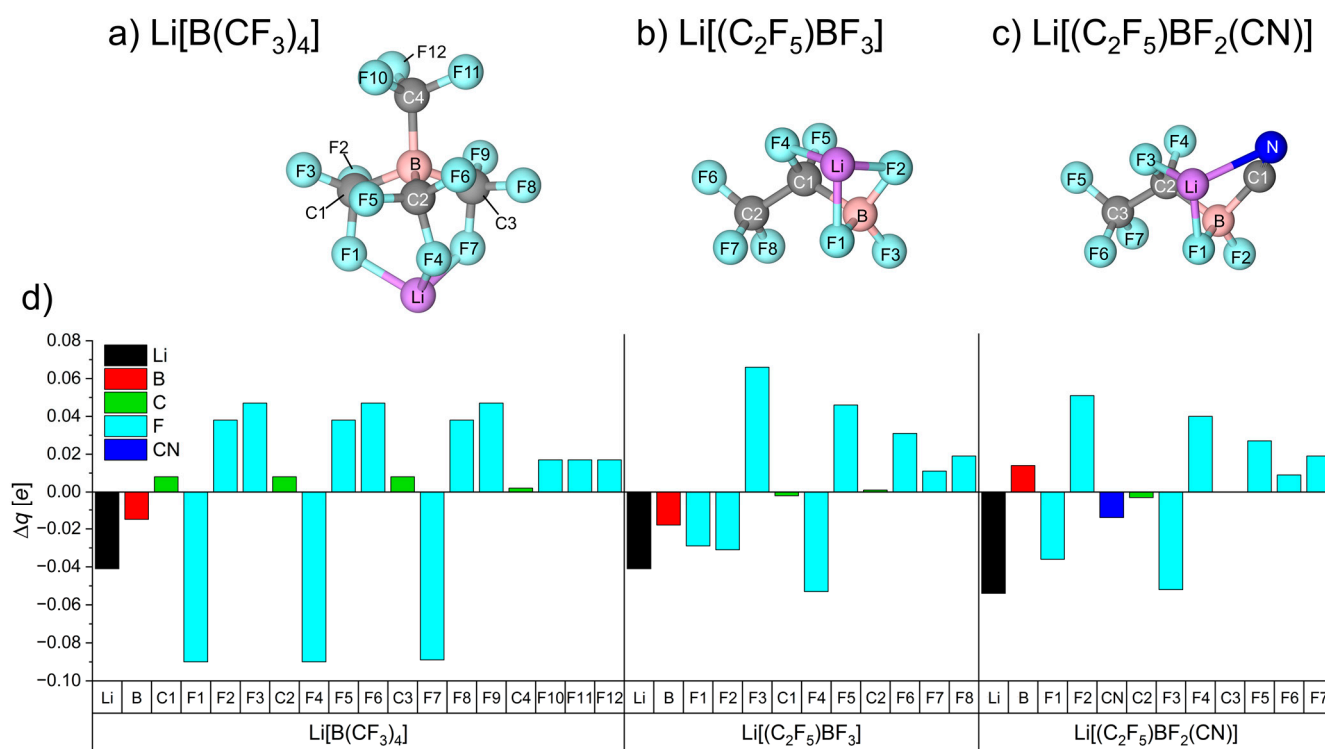 a) Li[B(CF₃)₄]
b) Li[(C₂F₅)BF₃]
c) Li[(C₂F₅)BF₂(CN)]
F12
F10
F11
C4
F2
F3
B
F9
F6
F8
F5
C2
C1
C3
F1
F4
F7
Li
F4
F5
Li
F2
F6
C1
C2
B
F1
F7
F8
F3
F4
N
F3
C2
Li
C1
F5
C3
B
F7
F6
F1
F2
d)
Δq [e]
0.08
0.06
0.04
0.02
0.00
−0.02
−0.04
−0.06
−0.08
−0.10
Li
B
C
F
CN
Li B C1 F1 F2 F3 C2 F4 F5 F6 C3 F7 F8 F9 C4 F10 F11 F12 Li B F1 F2 F3 C1 F4 F5 C2 F6 F7 F8 Li B F1 F2 CN C2 F3 F4 C3 F5 F6 F7
Li[B(CF₃)₄] Li[(C₂F₅)BF₃] Li[(C₂F₅)BF₂(CN)]